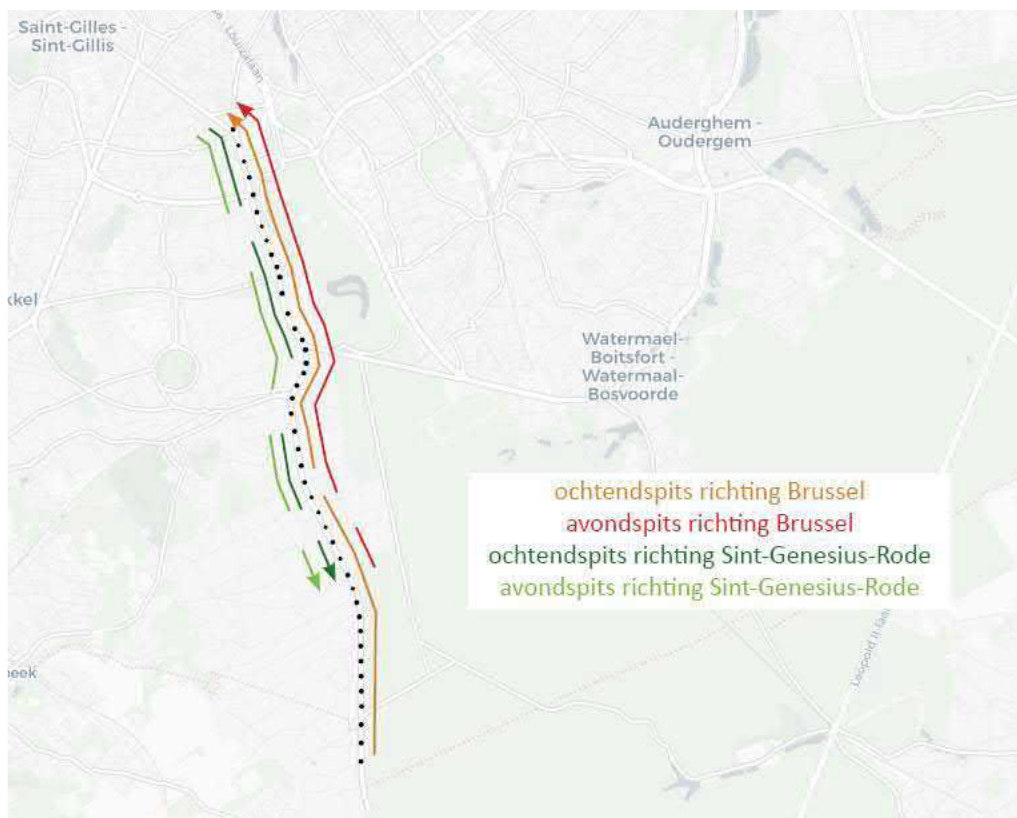 Saint-Gilles -
Sint-Gillis
Louizalaan
Auderghem -
Oudergem
kkel
Watermael-
Boitsfort -
Watermaal-
Bosvoorde
ochtendspits richting Brussel
avondspits richting Brussel
ochtendspits richting Sint-Genesius-Rode
avondspits richting Sint-Genesius-Rode
beek